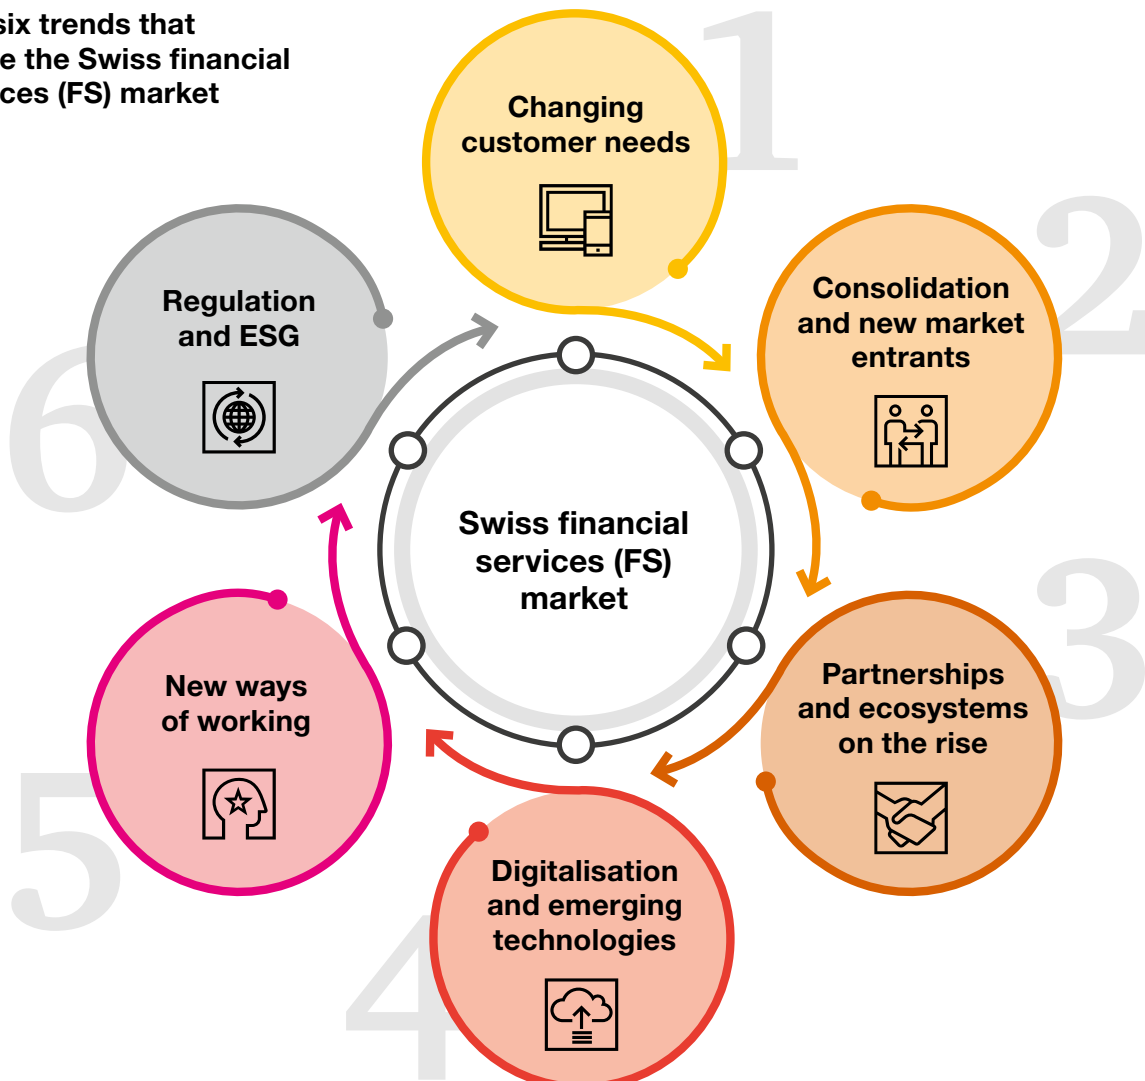 six trends that
e the Swiss financial
ces (FS) market
1
Changing
customer needs
2
Consolidation
and new market
entrants
3
Partnerships
and ecosystems
on the rise
4
Digitalisation
and emerging
technologies
5
New ways
of working
6
Regulation
and ESG
Swiss financial
services (FS)
market